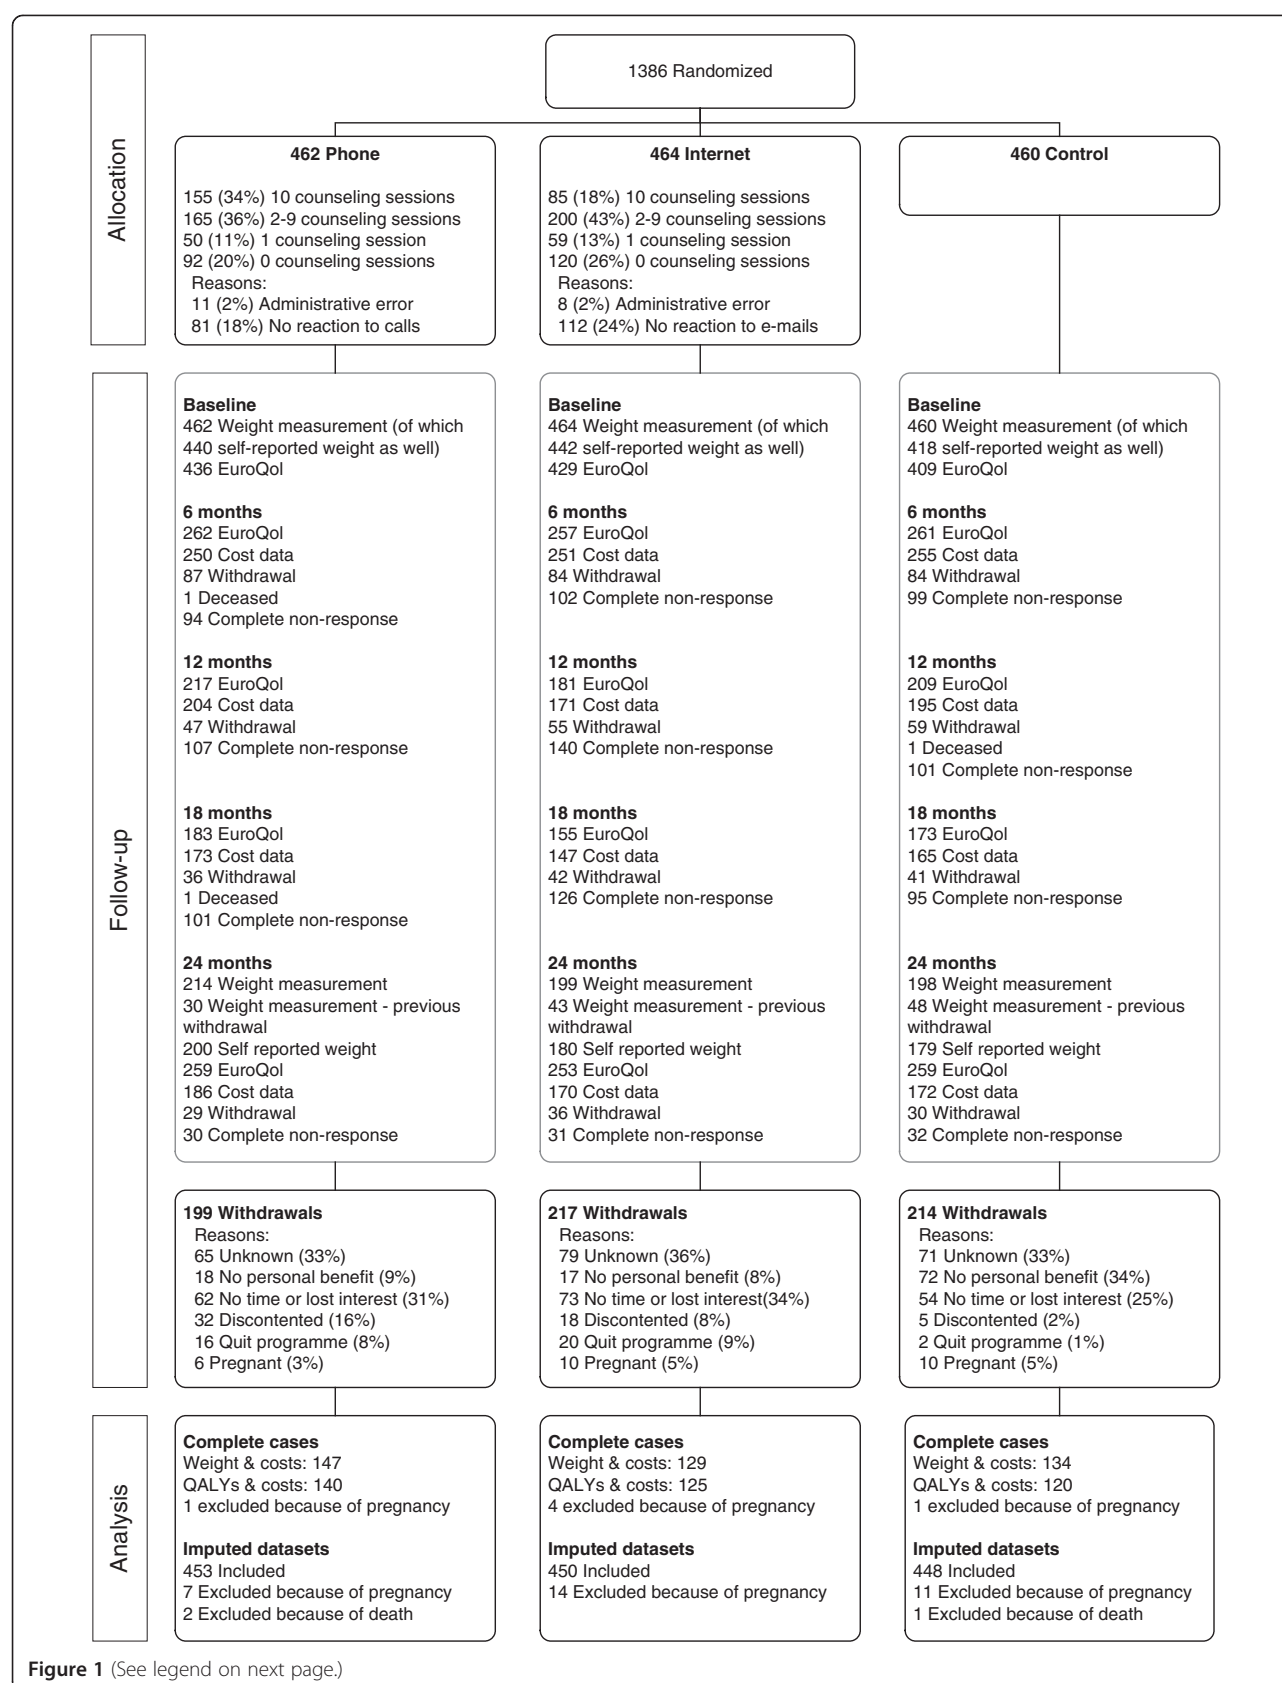 1386 Randomized
Allocation
462 Phone
155 (34%) 10 counseling sessions
165 (36%) 2-9 counseling sessions
50 (11%) 1 counseling session
92 (20%) 0 counseling sessions
Reasons:
11 (2%) Administrative error
81 (18%) No reaction to calls
464 Internet
85 (18%) 10 counseling sessions
200 (43%) 2-9 counseling sessions
59 (13%) 1 counseling session
120 (26%) 0 counseling sessions
Reasons:
8 (2%) Administrative error
112 (24%) No reaction to e-mails
460 Control
Follow-up
Baseline
462 Weight measurement (of which
440 self-reported weight as well)
436 EuroQol
6 months
262 EuroQol
250 Cost data
87 Withdrawal
1 Deceased
94 Complete non-response
12 months
217 EuroQol
204 Cost data
47 Withdrawal
107 Complete non-response
18 months
183 EuroQol
173 Cost data
36 Withdrawal
1 Deceased
101 Complete non-response
24 months
214 Weight measurement
30 Weight measurement - previous
withdrawal
200 Self reported weight
259 EuroQol
186 Cost data
29 Withdrawal
30 Complete non-response
Baseline
464 Weight measurement (of which
442 self-reported weight as well)
429 EuroQol
6 months
257 EuroQol
251 Cost data
84 Withdrawal
102 Complete non-response
12 months
181 EuroQol
171 Cost data
55 Withdrawal
140 Complete non-response
18 months
155 EuroQol
147 Cost data
42 Withdrawal
126 Complete non-response
24 months
199 Weight measurement
43 Weight measurement - previous
withdrawal
180 Self reported weight
253 EuroQol
170 Cost data
36 Withdrawal
31 Complete non-response
Baseline
460 Weight measurement (of which
418 self-reported weight as well)
409 EuroQol
6 months
261 EuroQol
255 Cost data
84 Withdrawal
99 Complete non-response
12 months
209 EuroQol
195 Cost data
59 Withdrawal
1 Deceased
101 Complete non-response
18 months
173 EuroQol
165 Cost data
41 Withdrawal
95 Complete non-response
24 months
198 Weight measurement
48 Weight measurement - previous
withdrawal
179 Self reported weight
259 EuroQol
172 Cost data
30 Withdrawal
32 Complete non-response
199 Withdrawals
Reasons:
65 Unknown (33%)
18 No personal benefit (9%)
62 No time or lost interest (31%)
32 Discontented (16%)
16 Quit programme (8%)
6 Pregnant (3%)
217 Withdrawals
Reasons:
79 Unknown (36%)
17 No personal benefit (8%)
73 No time or lost interest(34%)
18 Discontented (8%)
20 Quit programme (9%)
10 Pregnant (5%)
214 Withdrawals
Reasons:
71 Unknown (33%)
72 No personal benefit (34%)
54 No time or lost interest (25%)
5 Discontented (2%)
2 Quit programme (1%)
10 Pregnant (5%)
Analysis
Complete cases
Weight & costs: 147
QALYs & costs: 140
1 excluded because of pregnancy
Imputed datasets
453 Included
7 Excluded because of pregnancy
2 Excluded because of death
Complete cases
Weight & costs: 129
QALYs & costs: 125
4 excluded because of pregnancy
Imputed datasets
450 Included
14 Excluded because of pregnancy
Complete cases
Weight & costs: 134
QALYs & costs: 120
1 excluded because of pregnancy
Imputed datasets
448 Included
11 Excluded because of pregnancy
1 Excluded because of death
Figure 1 (See legend on next page.)